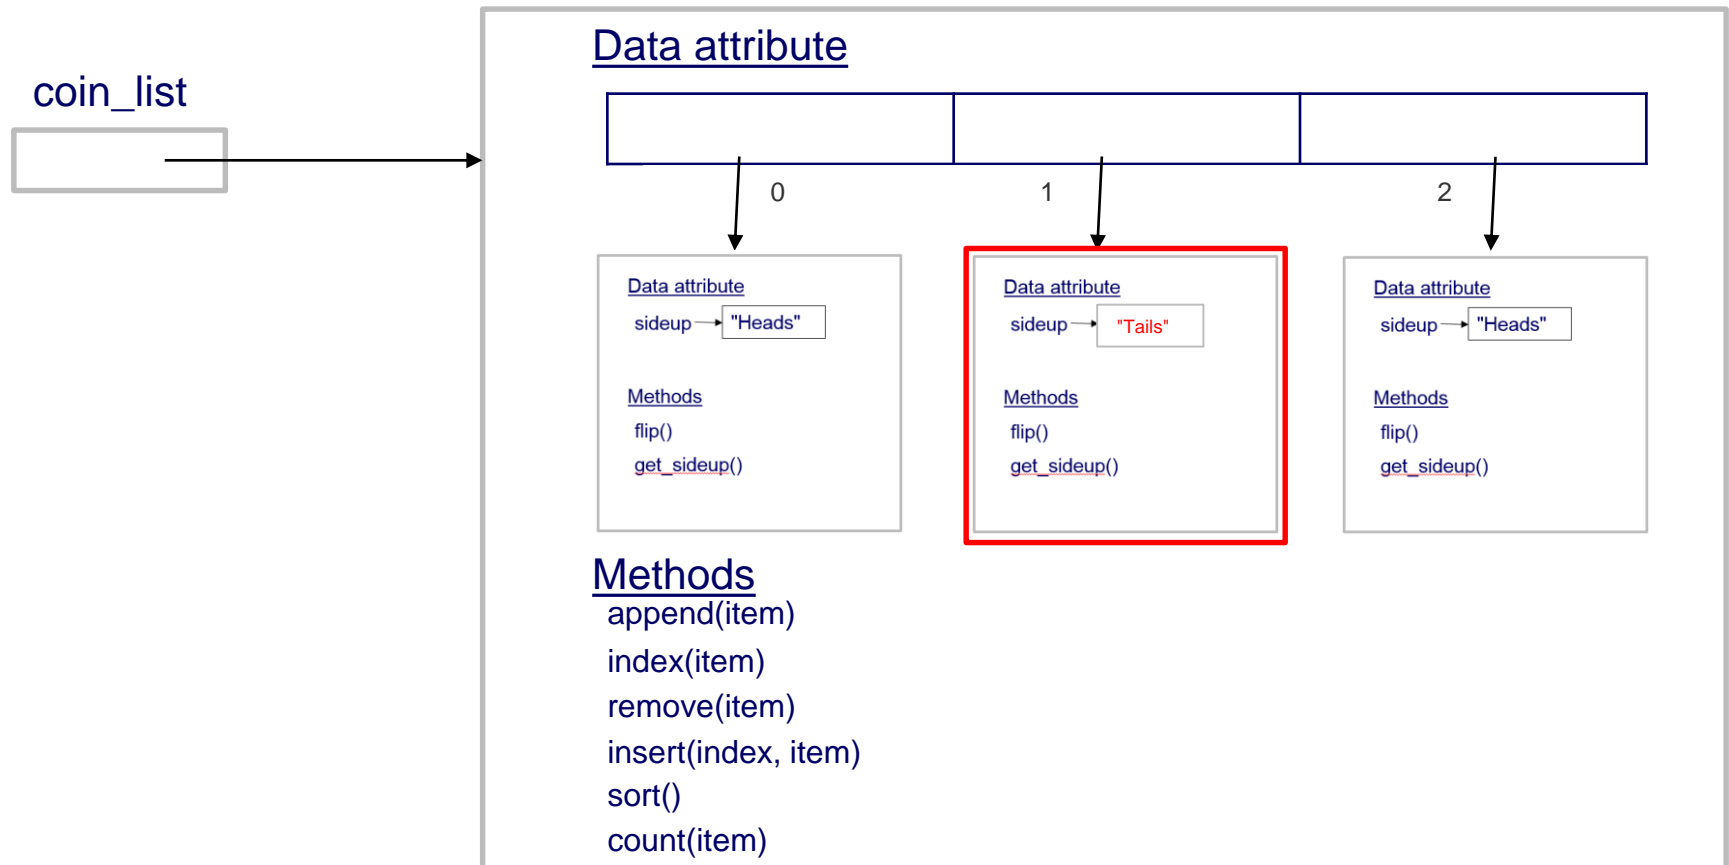 Data attribute
coin_list
0 1 2
Data attribute Data attribute Data attribute
sideup "Heads" sideup "Tails" sideup "Heads"
Methods Methods Methods
flip() flip() flip()
get_sideup() get_sideup() get_sideup()
Methods
append(item)
index(item)
remove(item)
insert(index, item)
sort()
count(item)